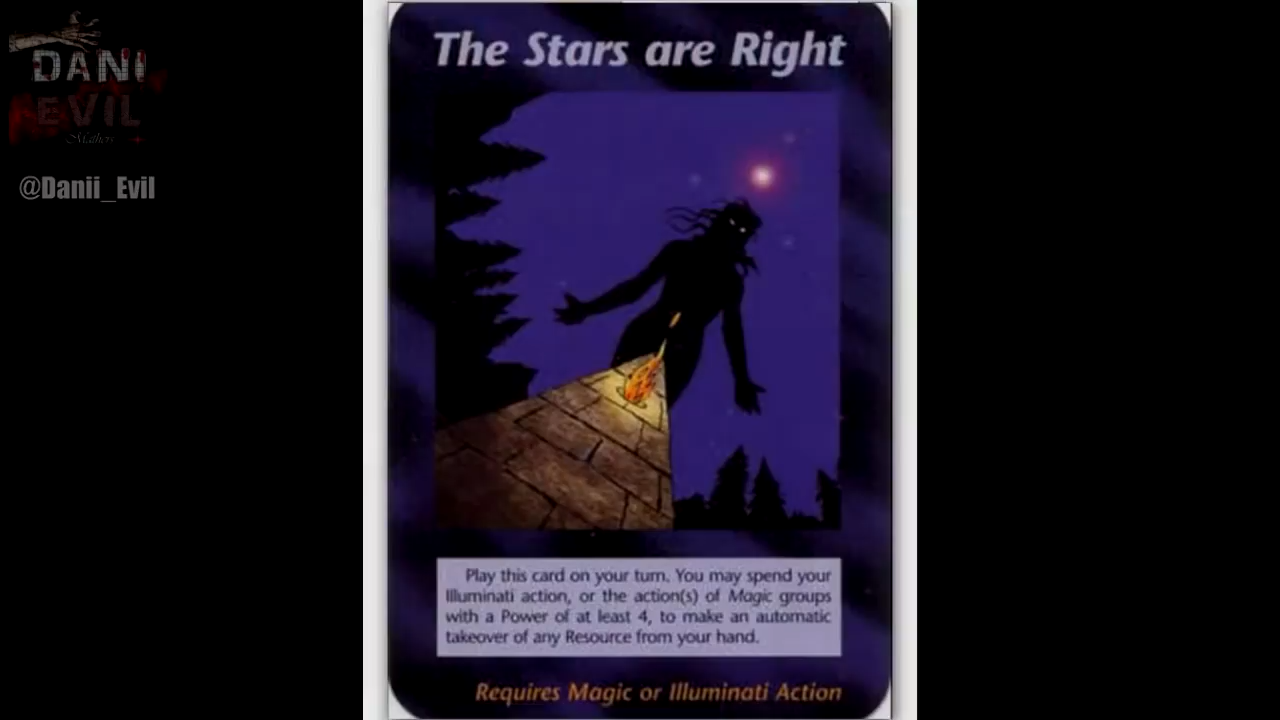 The Stars are Right
DANI
EVIL
Mathers
@Danii_Evil
Play this card on your turn. You may spend your
Illuminati action, or the action(s) of Magic groups
with a Power of at least 4, to make an automatic
takeover of any Resource from your hand.
Requires Magic or Illuminati Action